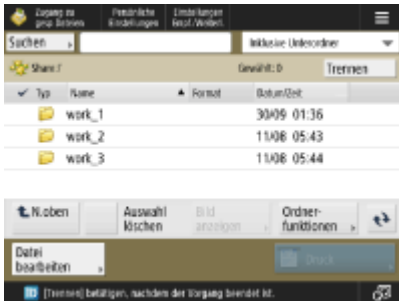 Zugang zu
gesp. Dateien
Persönliche
Einstellungen
Einstellungen
Empf./Weiterl.
Suchen
Inklusive Unterordner
Share:/
Gewählt: 0
Trennen
Typ Name Format Datum/Zeit
work_1 30/09 01:36
work_2 11/08 05:43
work_3 11/08 05:44
N.oben
Auswahl
löschen
Bild
anzeigen
Ordner-
funktionen
Datei
bearbeiten
Druck
[Trennen] betätigen, nachdem der Vorgang beendet ist.